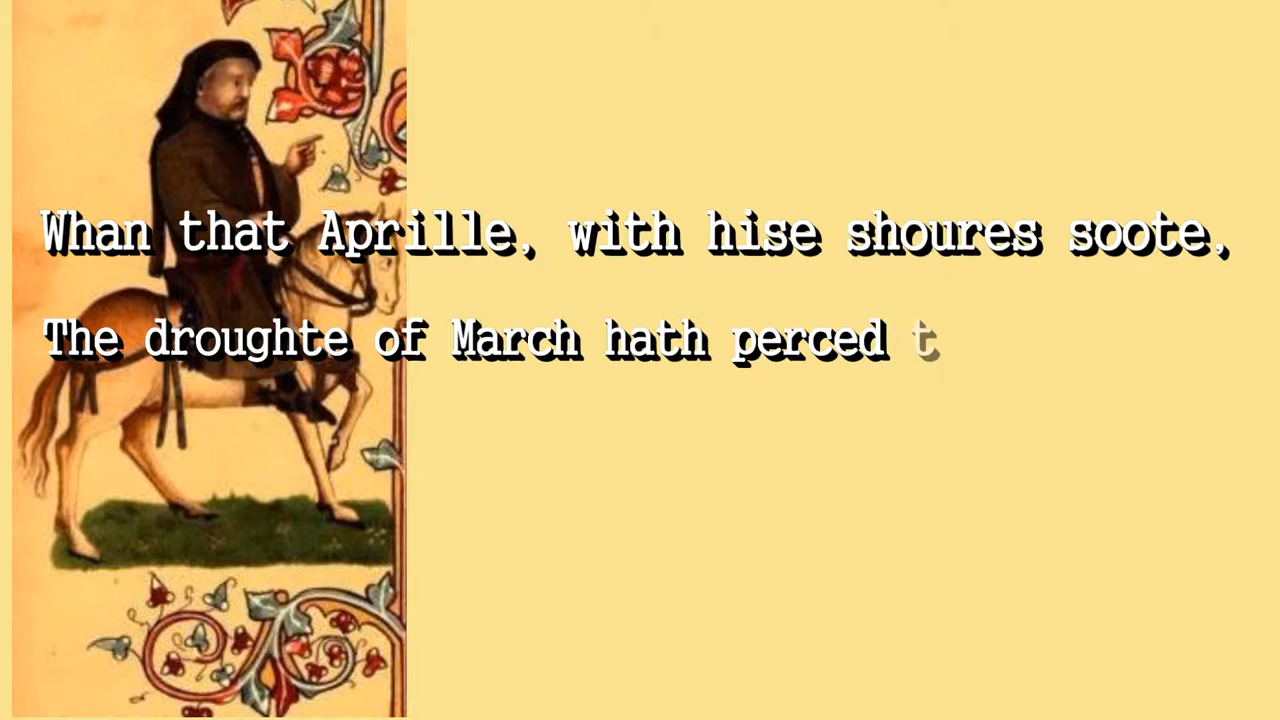 Whan that Aprille, with hise shoures soote,
The droughte of March hath perced t